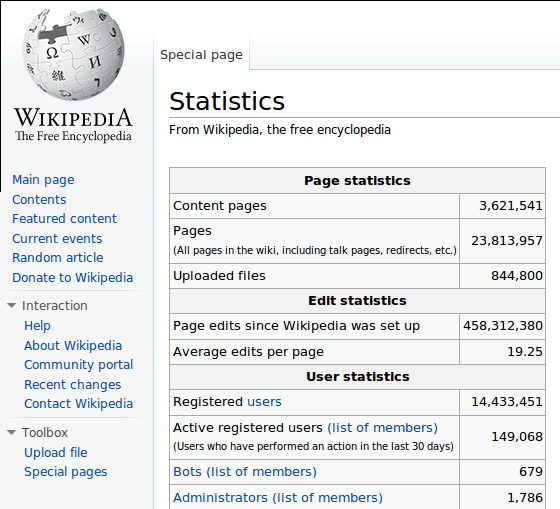 Ω
W
И
維
WIKIPEDIA
The Free Encyclopedia
Main page
Contents
Featured content
Current events
Random article
Donate to Wikipedia
Interaction
Help
About Wikipedia
Community portal
Recent changes
Contact Wikipedia
Toolbox
Upload file
Special pages
Special page
Statistics
From Wikipedia, the free encyclopedia
Page statistics
Content pages 3,621,541
Pages
(All pages in the wiki, including talk pages, redirects, etc.) 23,813,957
Uploaded files 844,800
Edit statistics
Page edits since Wikipedia was set up 458,312,380
Average edits per page 19.25
User statistics
Registered users 14,433,451
Active registered users (list of members)
(Users who have performed an action in the last 30 days) 149,068
Bots (list of members) 679
Administrators (list of members) 1,786